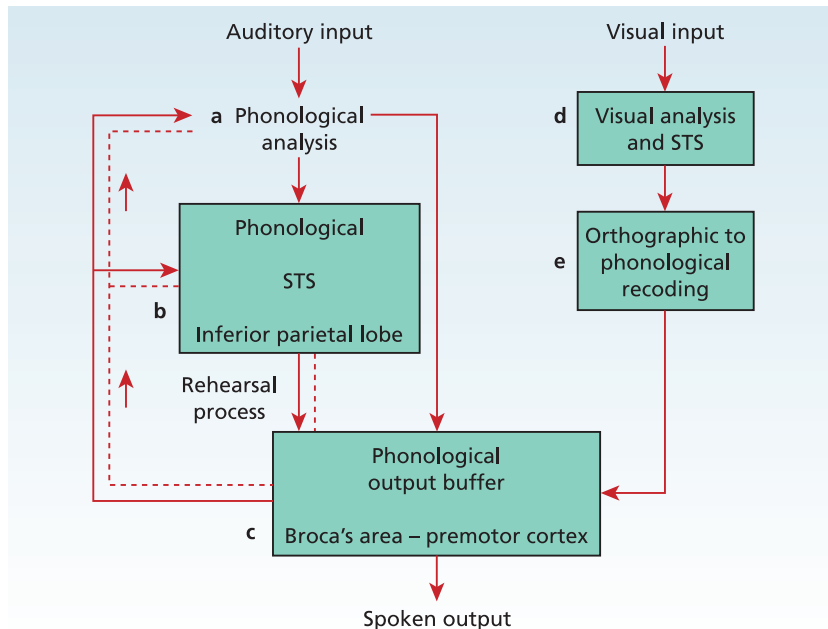 Auditory input
Visual input
a Phonological
analysis
d Visual analysis
and STS
Phonological
STS
b
Inferior parietal lobe
e Orthographic to
phonological
recoding
Rehearsal
process
Phonological
output buffer
c Broca's area – premotor cortex
Spoken output